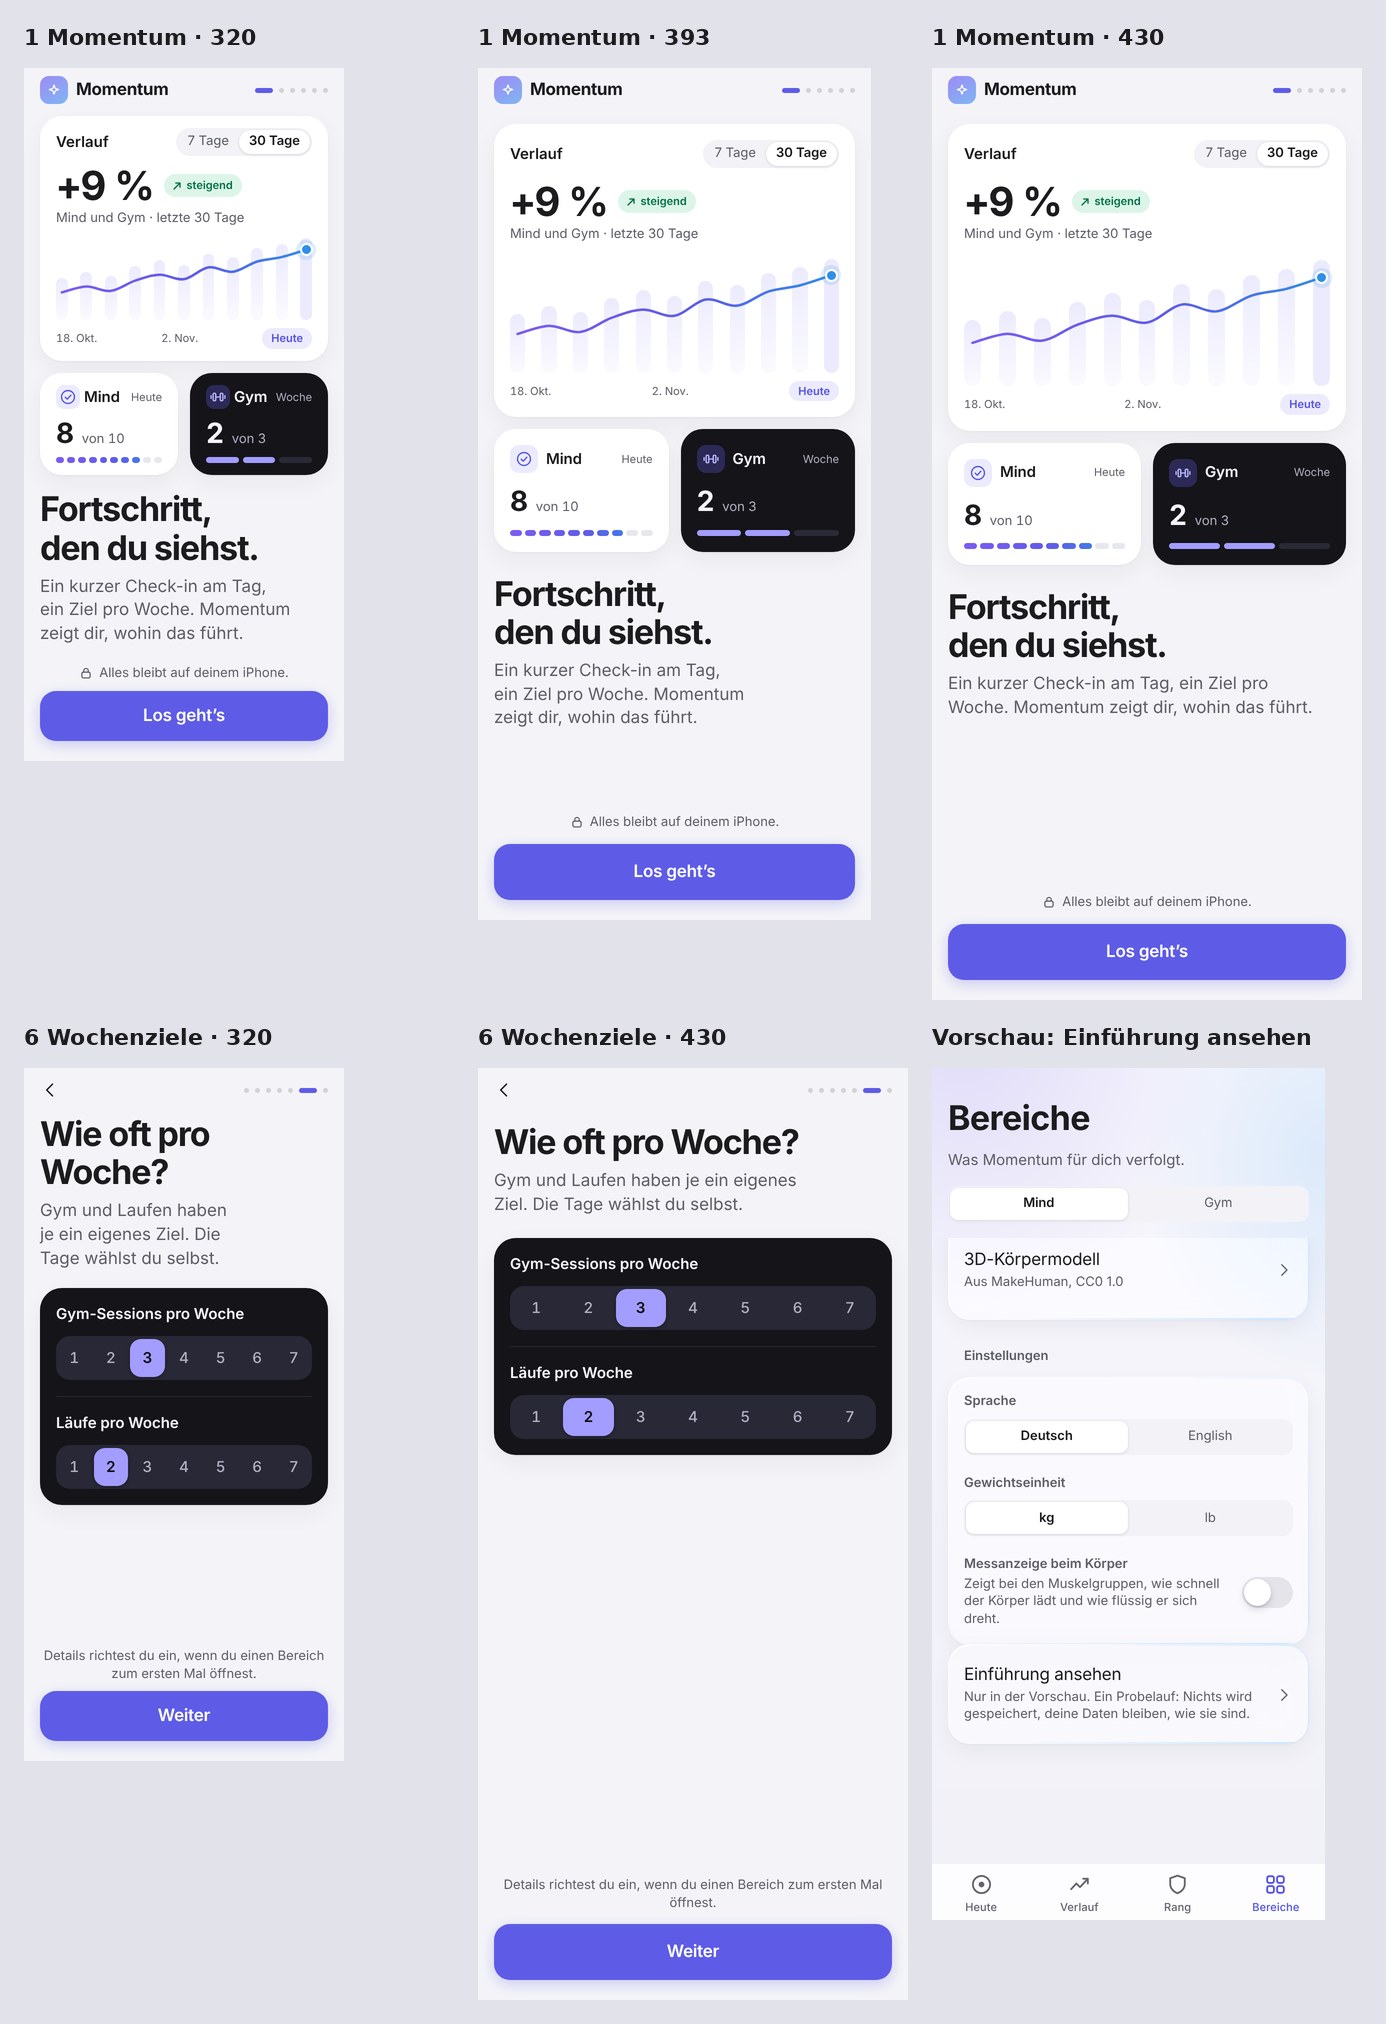 1 Momentum · 320
Momentum
Verlauf
7 Tage
30 Tage
+9 %
steigend
Mind und Gym · letzte 30 Tage
18. Okt.
2. Nov.
Heute
Mind
Heute
8 von 10
Gym
Woche
2 von 3
Fortschritt,
den du siehst.
Ein kurzer Check-in am Tag,
ein Ziel pro Woche. Momentum
zeigt dir, wohin das führt.
Alles bleibt auf deinem iPhone.
Los geht’s
1 Momentum · 393
Momentum
Verlauf
7 Tage
30 Tage
+9 %
steigend
Mind und Gym · letzte 30 Tage
18. Okt.
2. Nov.
Heute
Mind
Heute
8 von 10
Gym
Woche
2 von 3
Fortschritt,
den du siehst.
Ein kurzer Check-in am Tag,
ein Ziel pro Woche. Momentum
zeigt dir, wohin das führt.
Alles bleibt auf deinem iPhone.
Los geht’s
1 Momentum · 430
Momentum
Verlauf
7 Tage
30 Tage
+9 %
steigend
Mind und Gym · letzte 30 Tage
18. Okt.
2. Nov.
Heute
Mind
Heute
8 von 10
Gym
Woche
2 von 3
Fortschritt,
den du siehst.
Ein kurzer Check-in am Tag, ein Ziel pro
Woche. Momentum zeigt dir, wohin das führt.
Alles bleibt auf deinem iPhone.
Los geht’s
6 Wochenziele · 320
Wie oft pro
Woche?
Gym und Laufen haben
je ein eigenes Ziel. Die
Tage wählst du selbst.
Gym-Sessions pro Woche
1 2 3 4 5 6 7
Läufe pro Woche
1 2 3 4 5 6 7
Details richtest du ein, wenn du einen Bereich
zum ersten Mal öffnest.
Weiter
6 Wochenziele · 430
Wie oft pro Woche?
Gym und Laufen haben je ein eigenes
Ziel. Die Tage wählst du selbst.
Gym-Sessions pro Woche
1 2 3 4 5 6 7
Läufe pro Woche
1 2 3 4 5 6 7
Details richtest du ein, wenn du einen Bereich zum ersten Mal
öffnest.
Weiter
Vorschau: Einführung ansehen
Bereiche
Was Momentum für dich verfolgt.
Mind
Gym
3D-Körpermodell
Aus MakeHuman, CC0 1.0
Einstellungen
Sprache
Deutsch
English
Gewichtseinheit
kg
lb
Messanzeige beim Körper
Zeigt bei den Muskelgruppen, wie schnell
der Körper lädt und wie flüssig er sich
dreht.
Einführung ansehen
Nur in der Vorschau. Ein Probelauf: Nichts wird
gespeichert, deine Daten bleiben, wie sie sind.
Heute
Verlauf
Rang
Bereiche